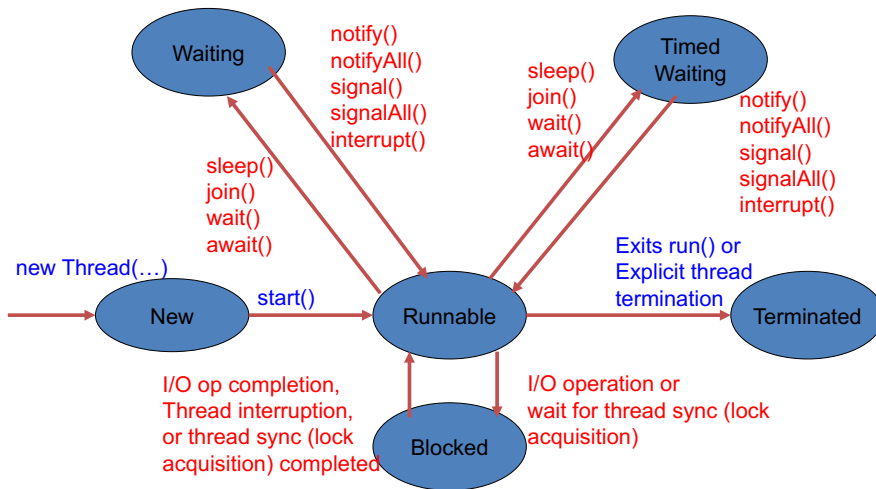 Waiting
notify()
notifyAll()
signal()
signalAll()
interrupt()
sleep()
join()
wait()
await()
Timed
Waiting
sleep()
join()
wait()
await()
notify()
notifyAll()
signal()
signalAll()
interrupt()
new Thread(…)
New
start()
Runnable
Exits run() or
Explicit thread
termination
Terminated
I/O op completion,
Thread interruption,
or thread sync (lock
acquisition) completed
Blocked
I/O operation or
wait for thread sync (lock
acquisition)